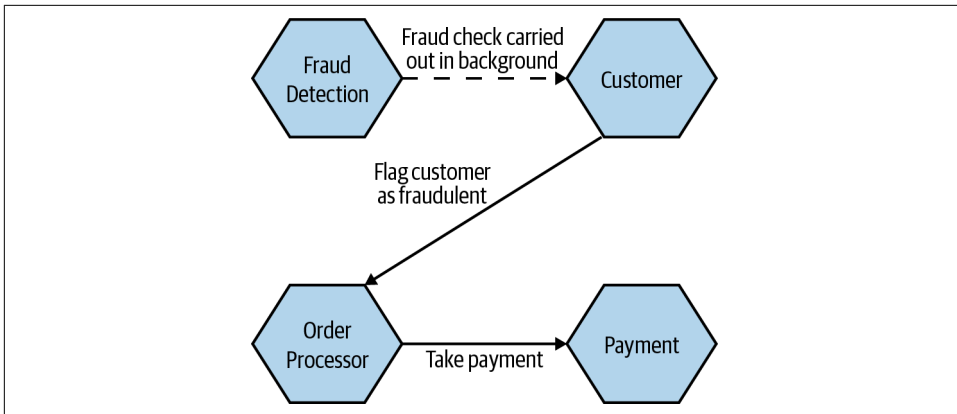 Fraud
Detection
Fraud check carried
out in background
Customer
Flag customer
as fraudulent
Order
Processor
Take payment
Payment